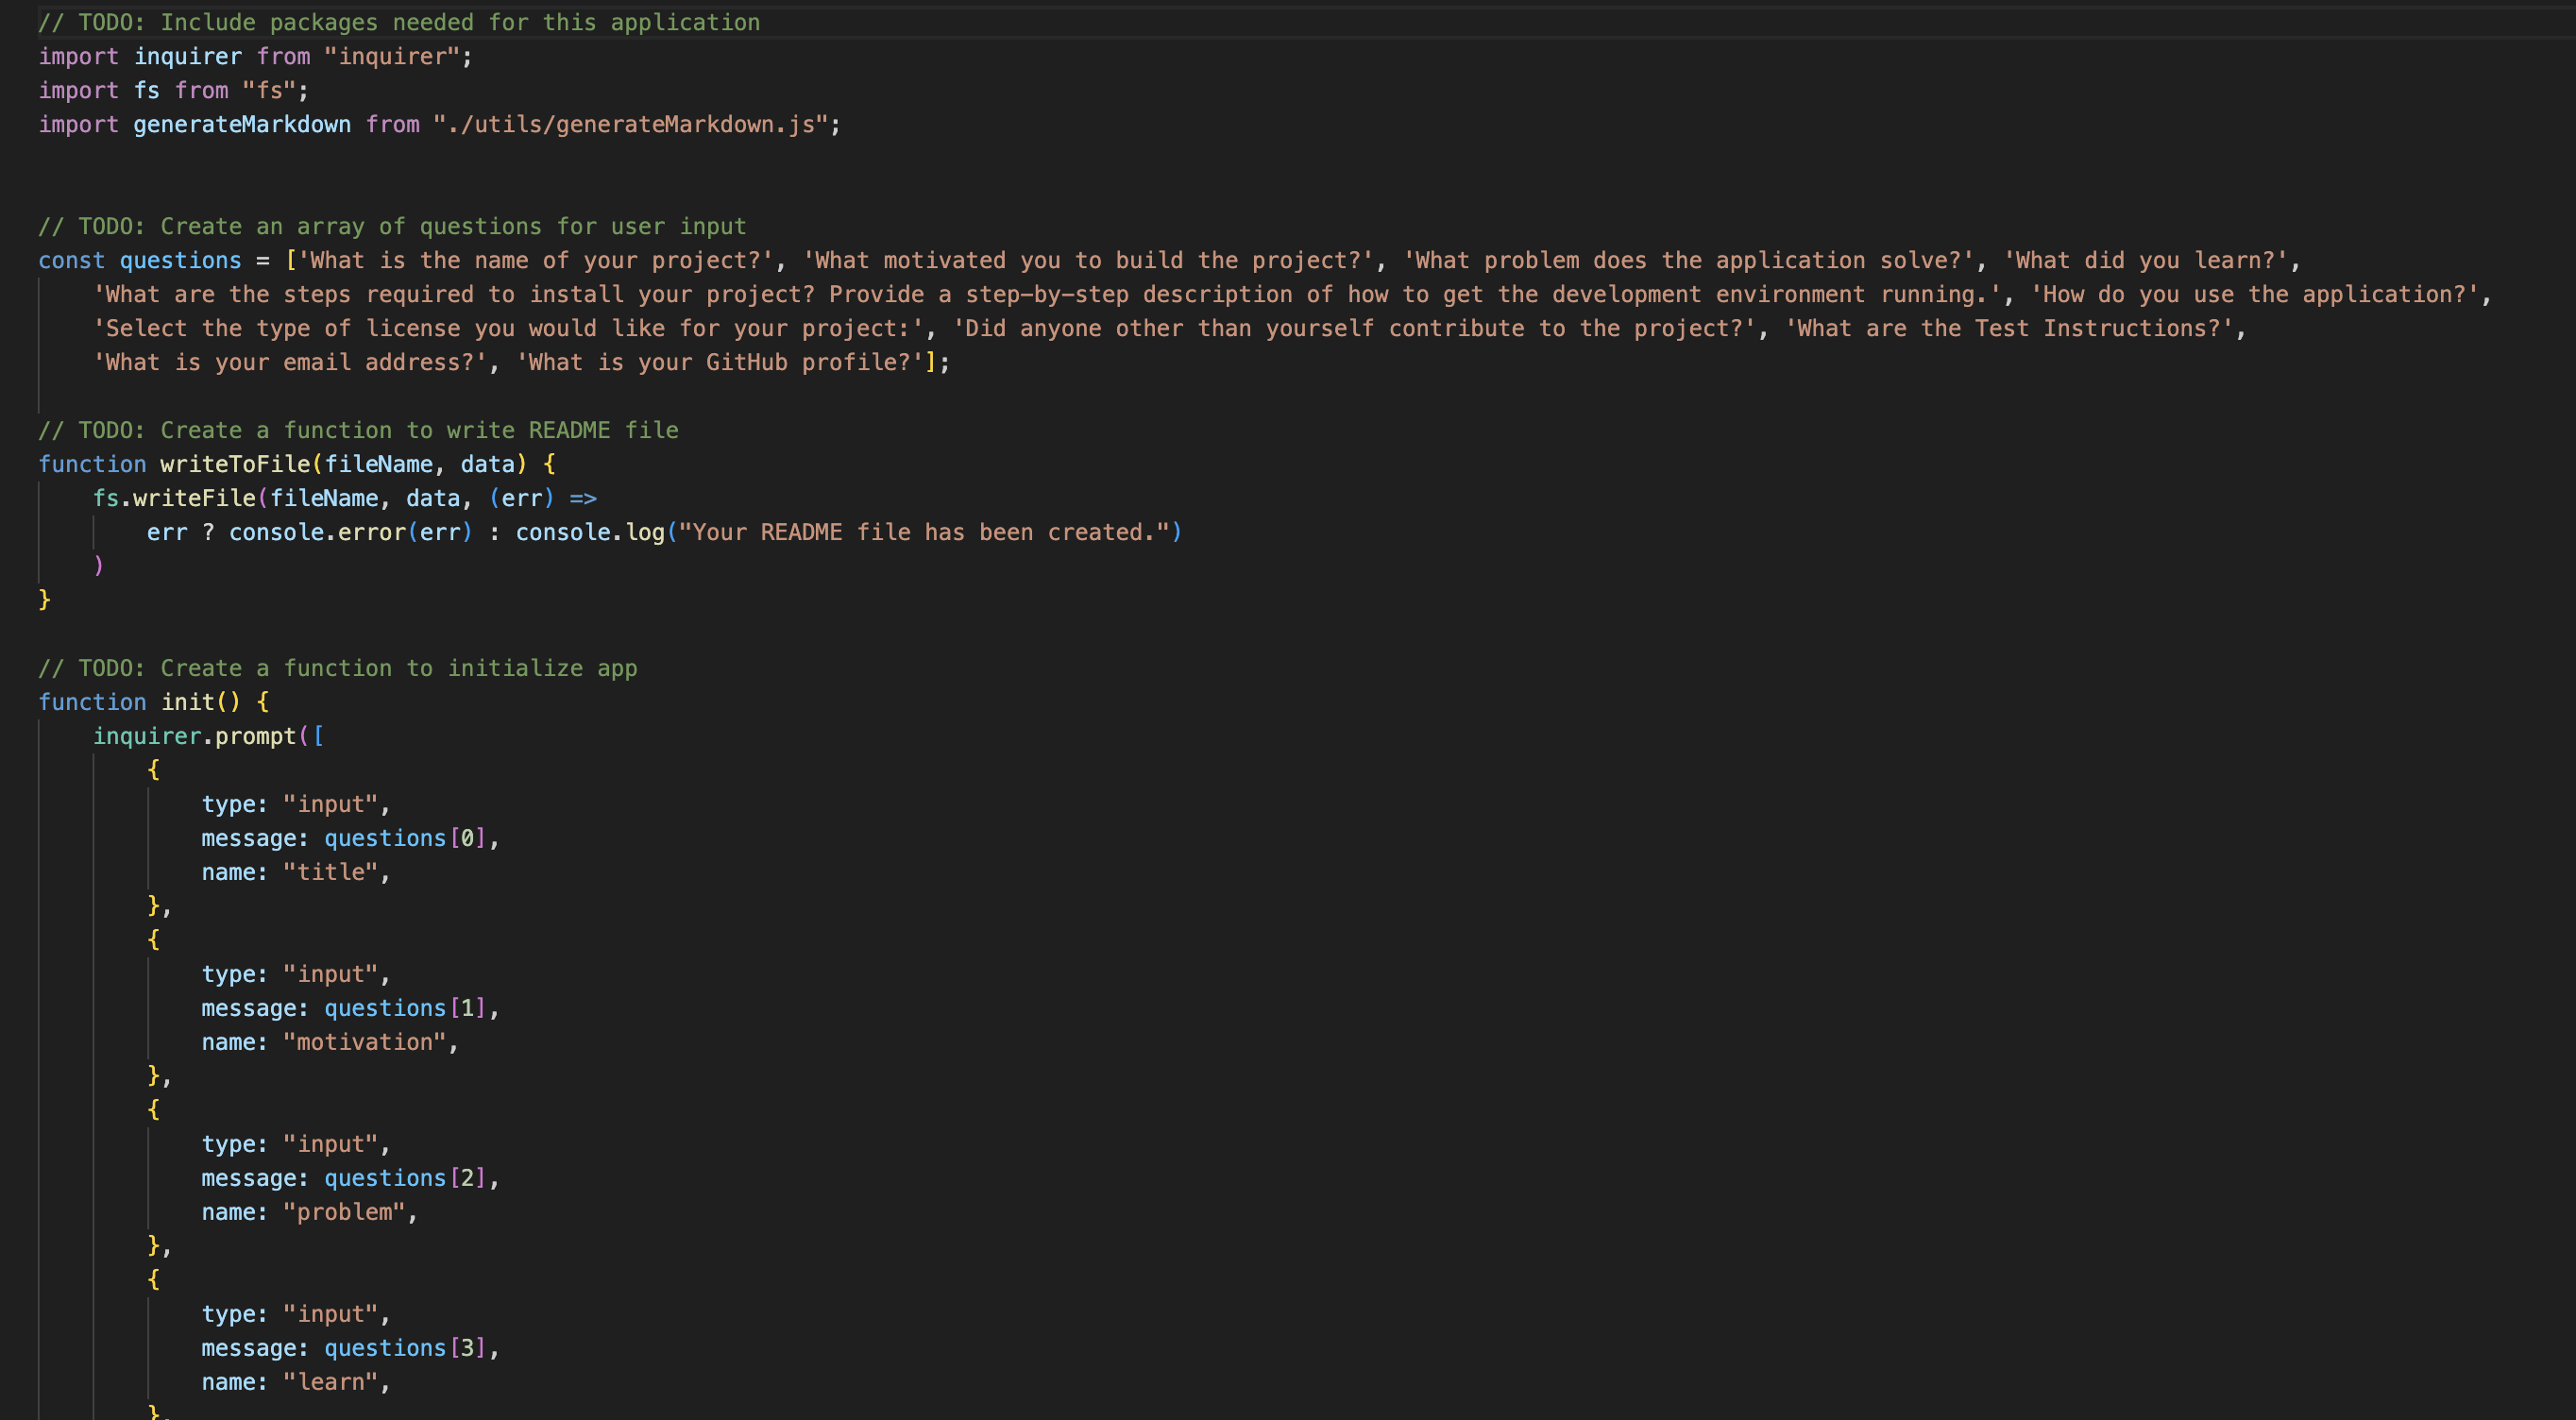 // TODO: Include packages needed for this application
import inquirer from "inquirer";
import fs from "fs";
import generateMarkdown from "./utils/generateMarkdown.js";
// TODO: Create an array of questions for user input
const questions = ['What is the name of your project?', 'What motivated you to build the project?', 'What problem does the application solve?', 'What did you learn?',
'What are the steps required to install your project? Provide a step-by-step description of how to get the development environment running.', 'How do you use the application?',
'Select the type of license you would like for your project:', 'Did anyone other than yourself contribute to the project?', 'What are the Test Instructions?',
'What is your email address?', 'What is your GitHub profile?'];
// TODO: Create a function to write README file
function writeToFile(fileName, data) {
fs.writeFile(fileName, data, (err) =>
err ? console.error(err) : console.log("Your README file has been created.")
)
}
// TODO: Create a function to initialize app
function init() {
inquirer.prompt([
{
type: "input",
message: questions[0],
name: "title",
},
{
type: "input",
message: questions[1],
name: "motivation",
},
{
type: "input",
message: questions[2],
name: "problem",
},
{
type: "input",
message: questions[3],
name: "learn",
},